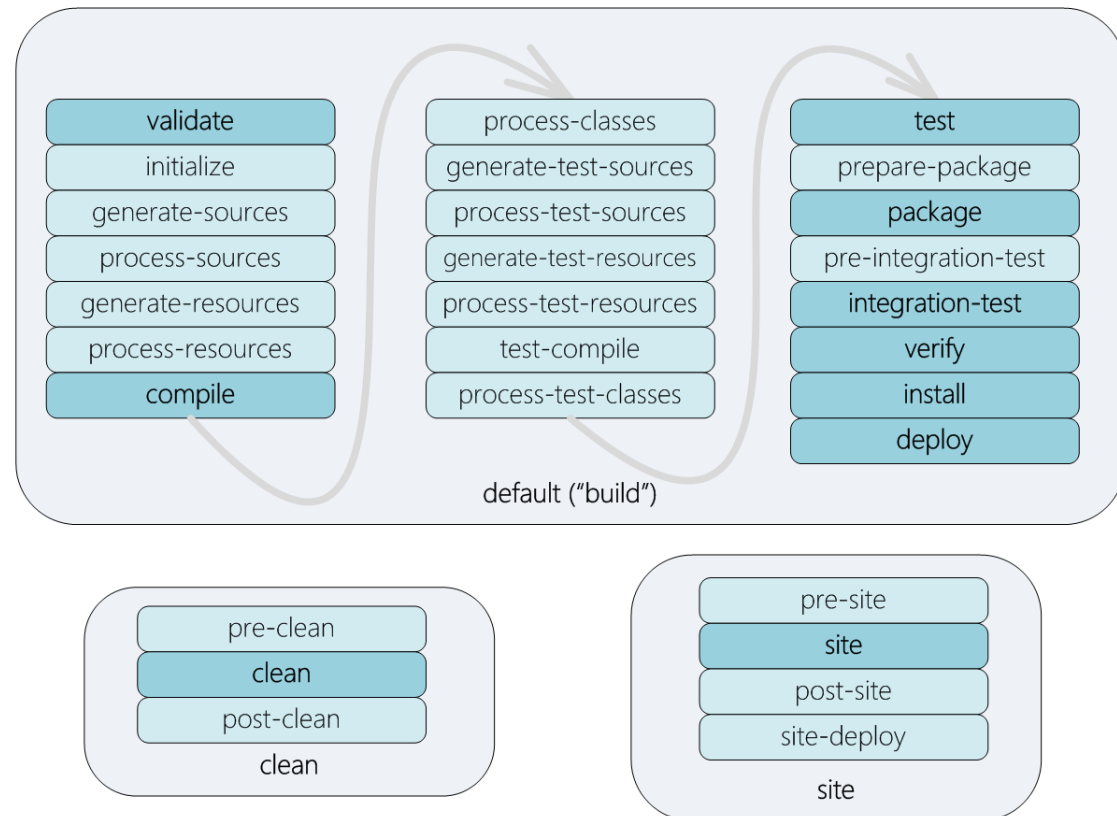 validate
initialize
generate-sources
process-sources
generate-resources
process-resources
compile
process-classes
generate-test-sources
process-test-sources
generate-test-resources
process-test-resources
test-compile
process-test-classes
test
prepare-package
package
pre-integration-test
integration-test
verify
install
deploy
default (“build”)
pre-clean
clean
post-clean
clean
pre-site
site
post-site
site-deploy
site